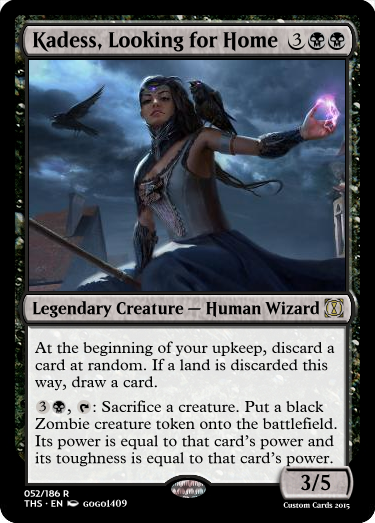 Kadess, Looking for Home 3
Legendary Creature — Human Wizard
At the beginning of your upkeep, discard a
card at random. If a land is discarded this
way, draw a card.
3, : Sacrifice a creature. Put a black
Zombie creature token onto the battlefield.
Its power is equal to that card's power and
its toughness is equal to that card's power.
3/5
052/186 R
THS · EN gogol409
Custom Cards 2015